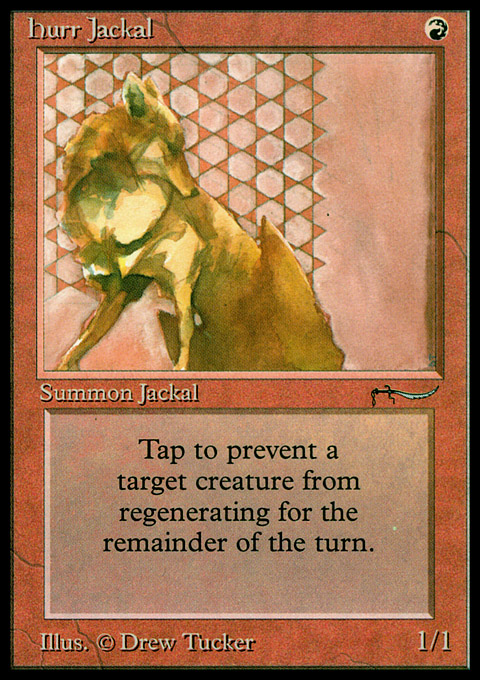 Hurr Jackal
Summon Jackal
Tap to prevent a
target creature from
regenerating for the
remainder of the turn.
Illus. © Drew Tucker 1/1